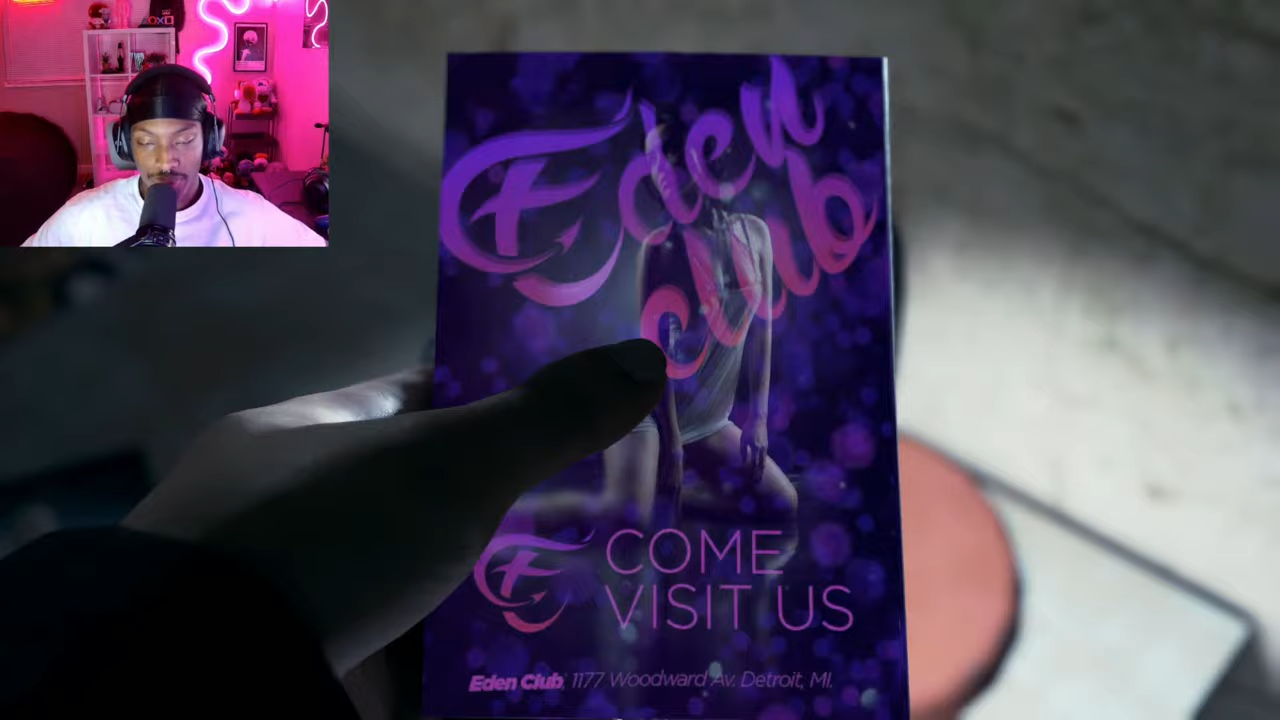 Eden
Club
COME
VISIT US
Eden Club, 1177 Woodward Av. Detroit, MI.